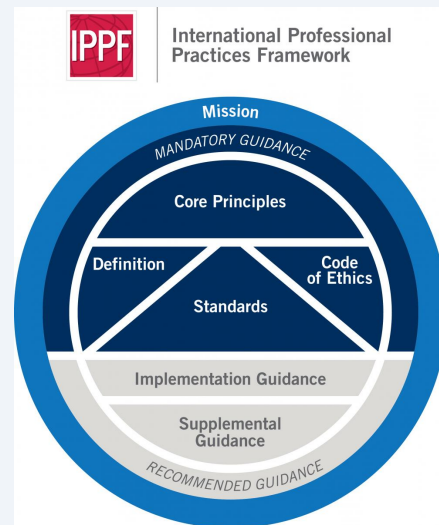 IPPF
International Professional
Practices Framework
Mission
MANDATORY GUIDANCE
Core Principles
Definition
Code
of Ethics
Standards
Implementation Guidance
Supplemental
Guidance
RECOMMENDED GUIDANCE